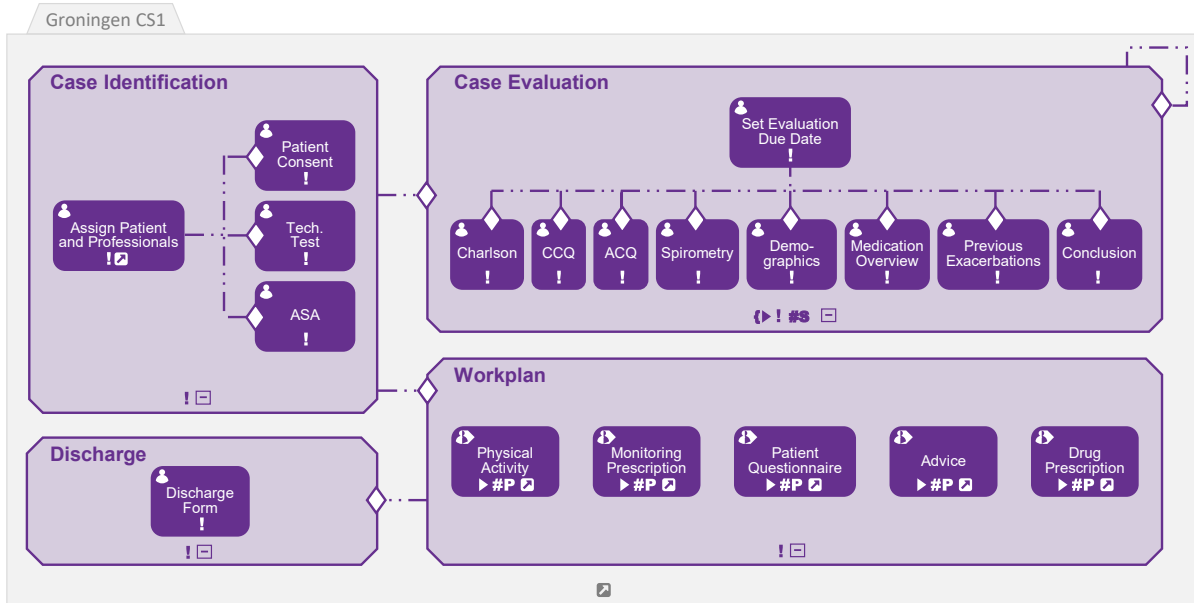 Groningen CS1
Case Identification
Patient
Consent
!
Assign Patient
and Professionals
!
Tech.
Test
!
ASA
!
!
Case Evaluation
Set Evaluation
Due Date
!
Charlson
!
CCQ
!
ACQ
!
Spirometry
!
Demo-
graphics
!
Medication
Overview
!
Previous
Exacerbations
!
Conclusion
!
! #S
Discharge
Discharge
Form
!
!
Workplan
Physical
Activity
#P
Monitoring
Prescription
#P
Patient
Questionnaire
#P
Advice
#P
Drug
Prescription
#P
!